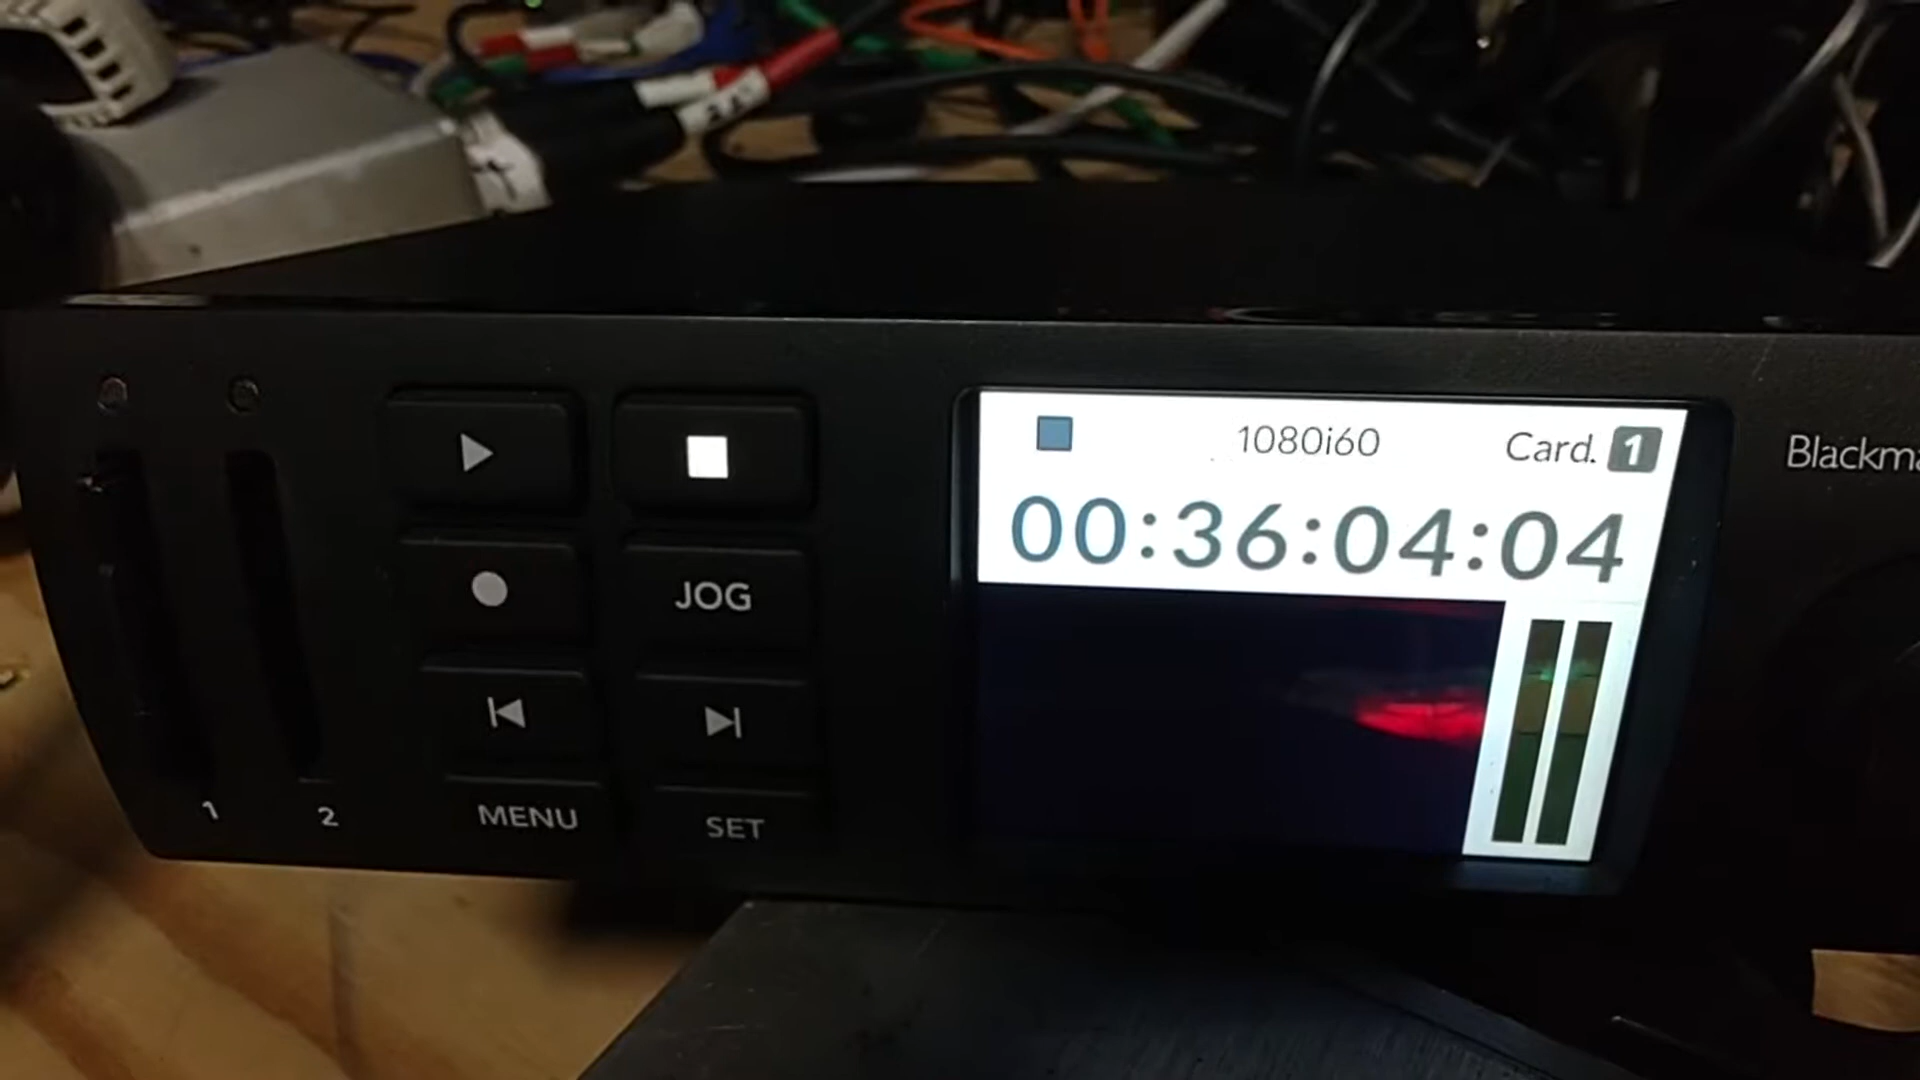 1080i60 Card. 1
00:36:04:04
Blackma
JOG
MENU
SET
1 2